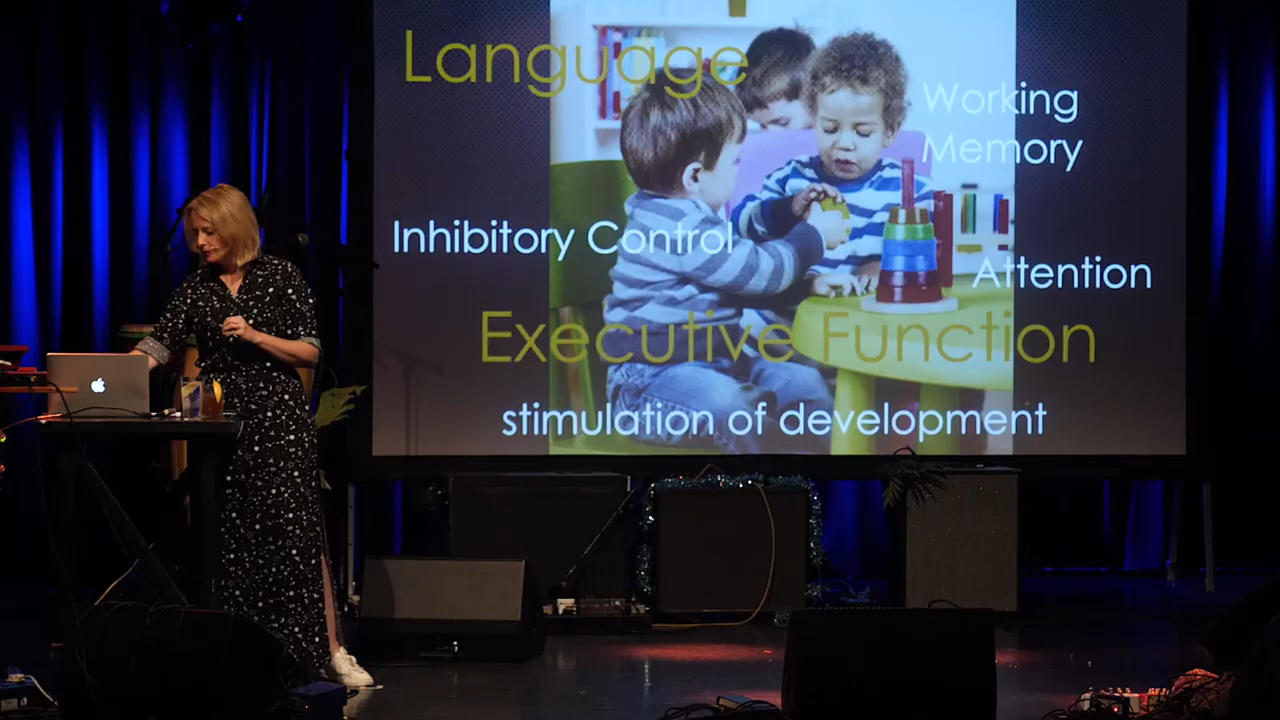 Language
Working
Memory
Inhibitory Control
Attention
Executive Function
stimulation of development